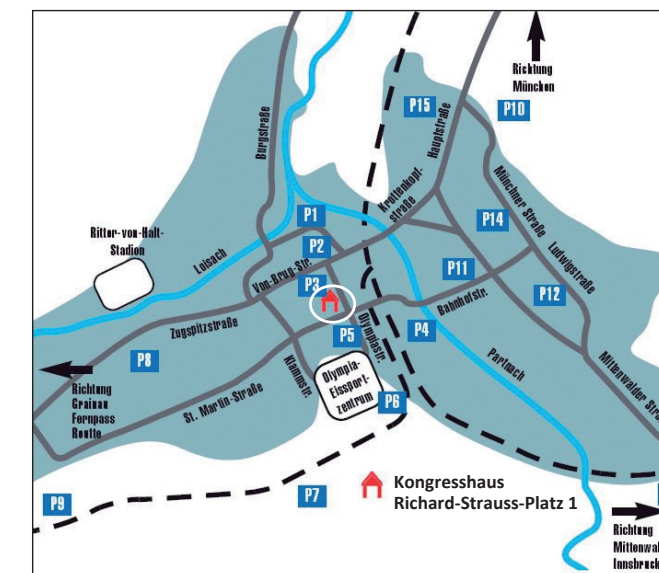 Richtung
München
P15
P10
Hauptstraße
Burgstraße
Krottenkopf-
straße
Münchner Straße
P1
P14
P2
Ritter-von-Halt-
Stadion
Loisach
Von-Brug-Str.
Ludwigstraße
P11
P3
P12
Bahnhofstr.
Zugspitzstraße
P5
Olympiastr.
P4
P8
Klammstr.
Partnach
Mittenwalder Str
Richtung
Grainau
Fernpass
Reutte
St. Martin-Straße
Olympia-
Eissport-
zentrum
P6
P9
P7
Kongresshaus
Richard-Strauss-Platz 1
Richtung
Mittenwal
Innsbruck